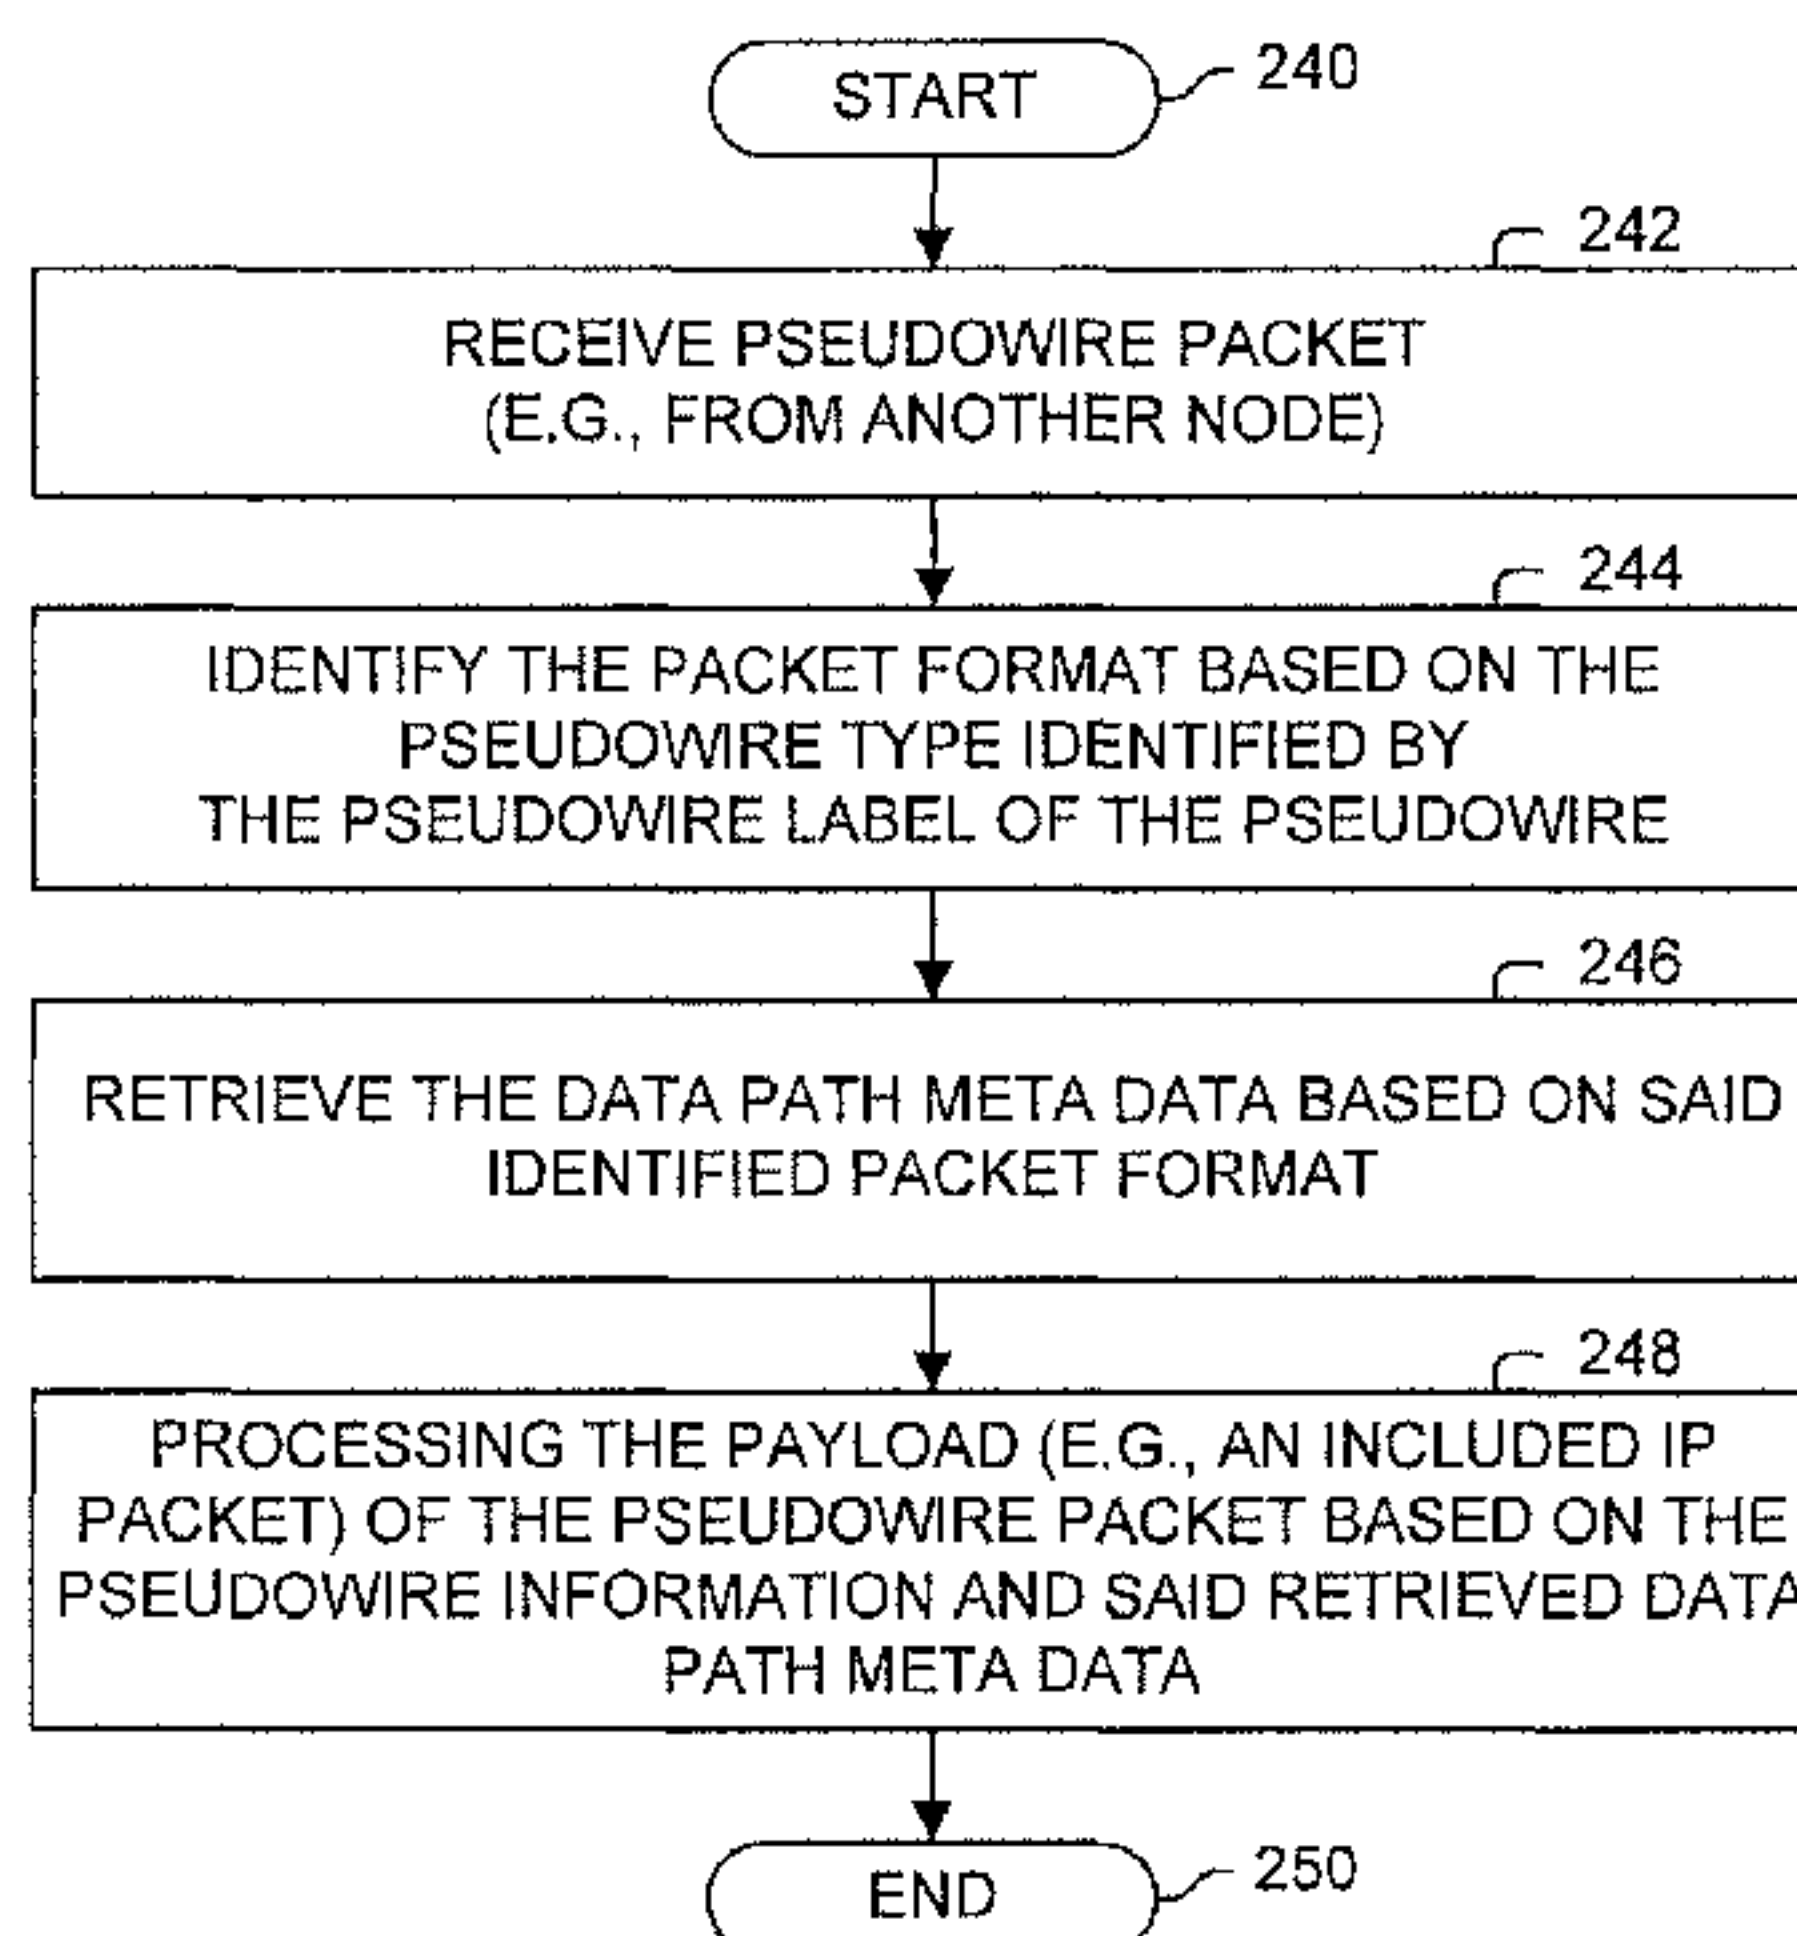 START
240
242
RECEIVE PSEUDOWIRE PACKET
(E.G., FROM ANOTHER NODE)
244
IDENTIFY THE PACKET FORMAT BASED ON THE
PSEUDOWIRE TYPE IDENTIFIED BY
THE PSEUDOWIRE LABEL OF THE PSEUDOWIRE
246
RETRIEVE THE DATA PATH META DATA BASED ON SAID
IDENTIFIED PACKET FORMAT
248
PROCESSING THE PAYLOAD (E.G., AN INCLUDED IP
PACKET) OF THE PSEUDOWIRE PACKET BASED ON THE
PSEUDOWIRE INFORMATION AND SAID RETRIEVED DATA
PATH META DATA
END
250